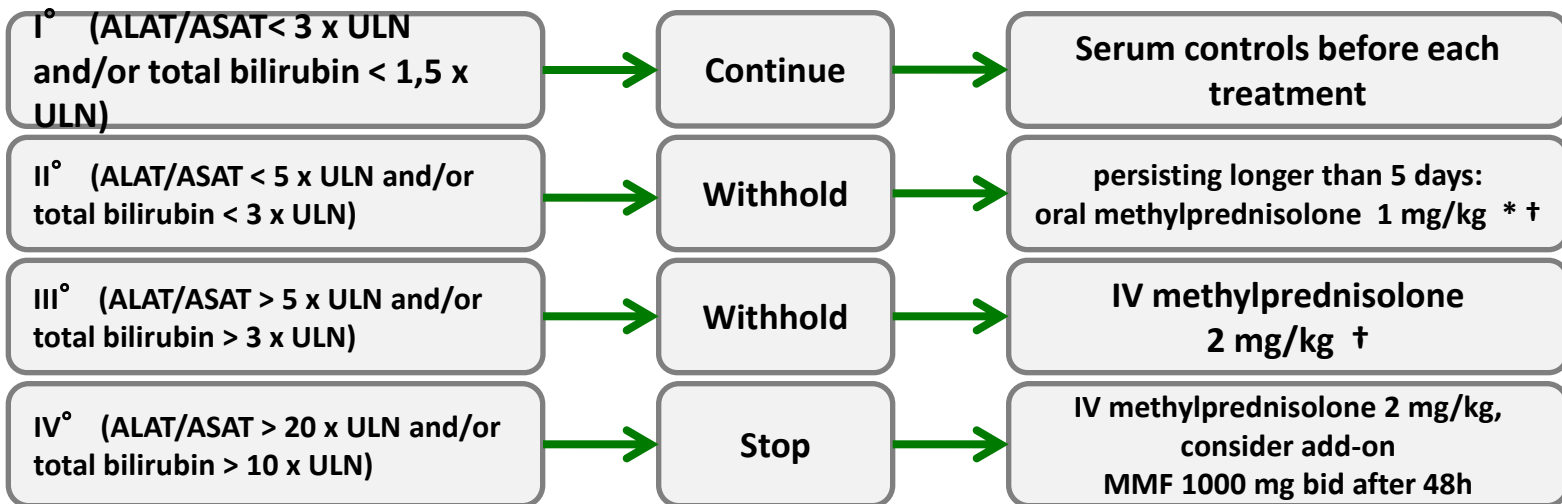 I° (ALAT/ASAT< 3 x ULN
and/or total bilirubin < 1,5 x
ULN)
Continue
Serum controls before each
treatment
II° (ALAT/ASAT < 5 x ULN and/or
total bilirubin < 3 x ULN)
Withhold
persisting longer than 5 days:
oral methylprednisolone 1 mg/kg * †
III° (ALAT/ASAT > 5 x ULN and/or
total bilirubin > 3 x ULN)
Withhold
IV methylprednisolone
2 mg/kg †
IV° (ALAT/ASAT > 20 x ULN and/or
total bilirubin > 10 x ULN)
Stop
IV methylprednisolone 2 mg/kg,
consider add-on
MMF 1000 mg bid after 48h